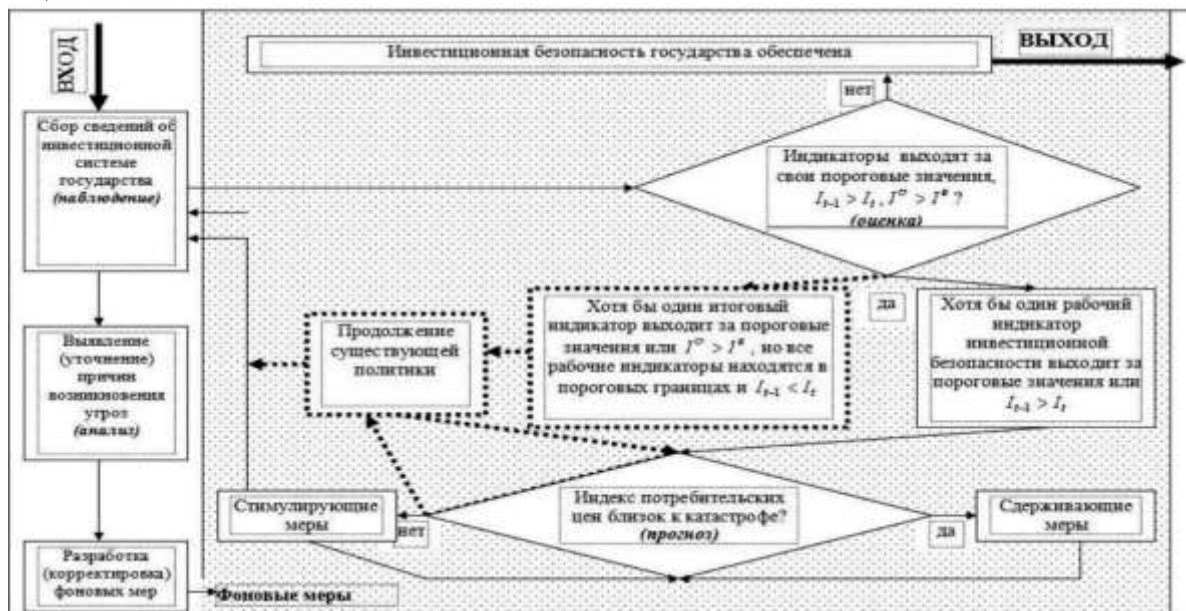 ВХОД
Инвестиционная безопасность государства обеспечена
ВЫХОД
нет
Сбор сведений об
инвестиционной
системе
государства
(наблюдение)
Индикаторы выходят за
свои пороговые значения,
I_{t-1} > I_t , I^O > I^В ?
(оценка)
да
Хотя бы один итоговый
индикатор выходит за пороговые
значения или I^O > I^В , но все
рабочие индикаторы находятся в
пороговых границах и I_{t-1} < I_t
Хотя бы один рабочий
индикатор
инвестиционной
безопасности выходит за
пороговые значения или
I_{t-1} > I_t
Продолжение
существующей
политики
Выявление
(уточнение)
причин
возникновения
угроз
(анализ)
Стимулирующие
меры
нет
Индекс потребительских
цен близок к катастрофе?
(прогноз)
да
Сдерживающие
меры
Разработка
(корректировка)
фоновых мер
Фоновые меры